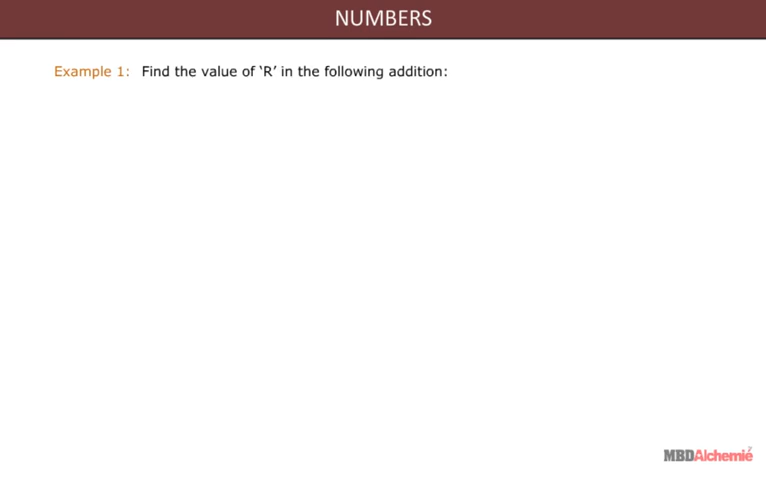 NUMBERS
Example 1: Find the value of ‘R’ in the following addition:
MBDAlchemie